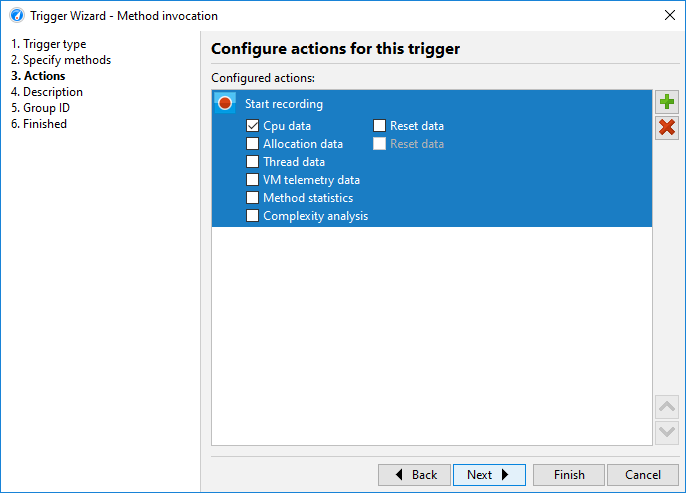 Trigger Wizard - Method invocation
1. Trigger type
2. Specify methods
3. Actions
4. Description
5. Group ID
6. Finished
Configure actions for this trigger
Configured actions:
Start recording
Cpu data Reset data
Allocation data Reset data
Thread data
VM telemetry data
Method statistics
Complexity analysis
Back Next Finish Cancel